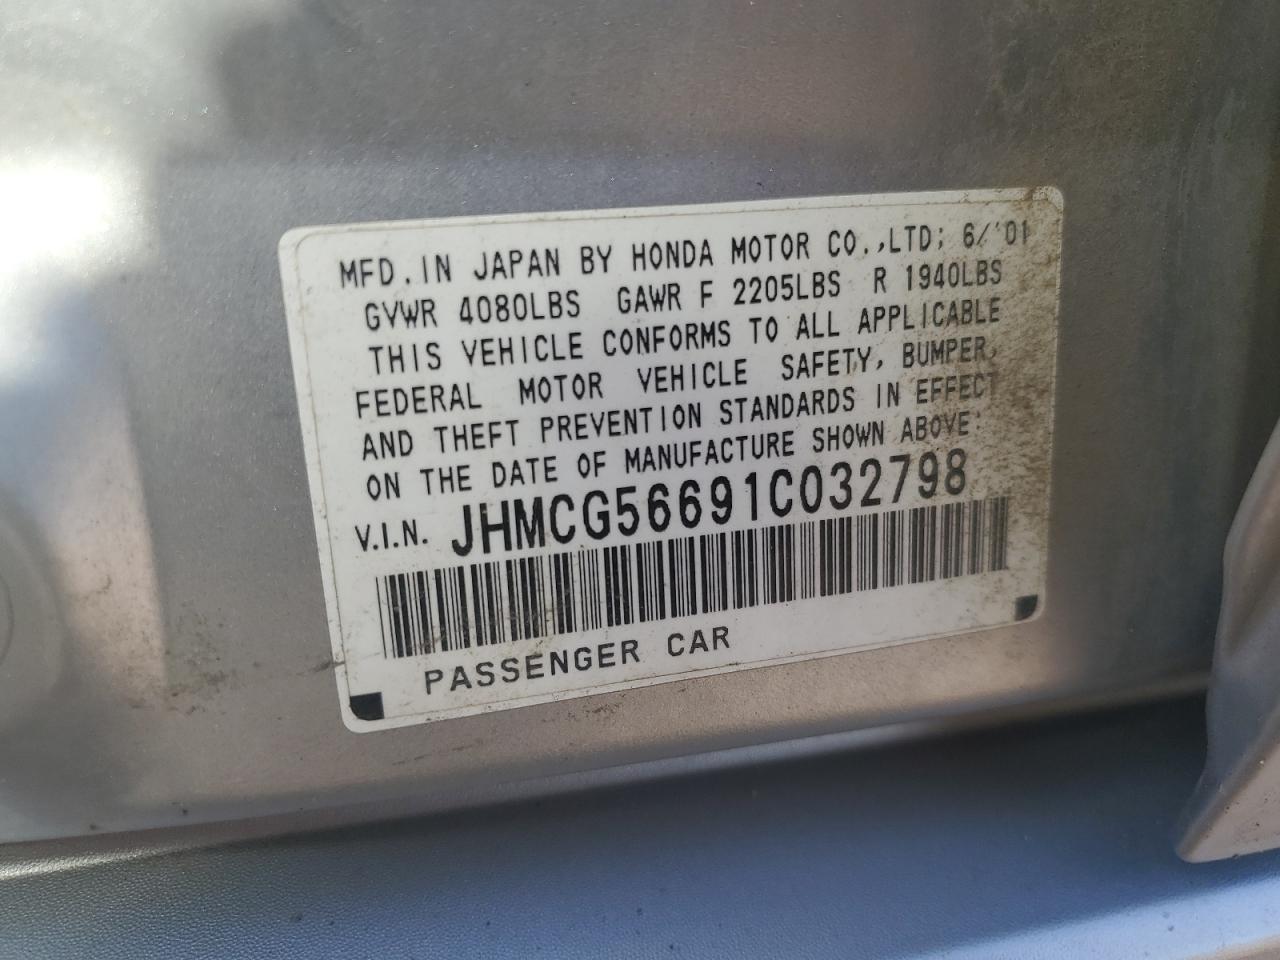 MFD. IN JAPAN BY HONDA MOTOR CO., LTD; 6/'01
GVWR 4080LBS GAWR F 2205LBS R 1940LBS
THIS VEHICLE CONFORMS TO ALL APPLICABLE
FEDERAL MOTOR VEHICLE SAFETY, BUMPER,
AND THEFT PREVENTION STANDARDS IN EFFECT
ON THE DATE OF MANUFACTURE SHOWN ABOVE:
V.I.N. JHMCG56691C032798
PASSENGER CAR